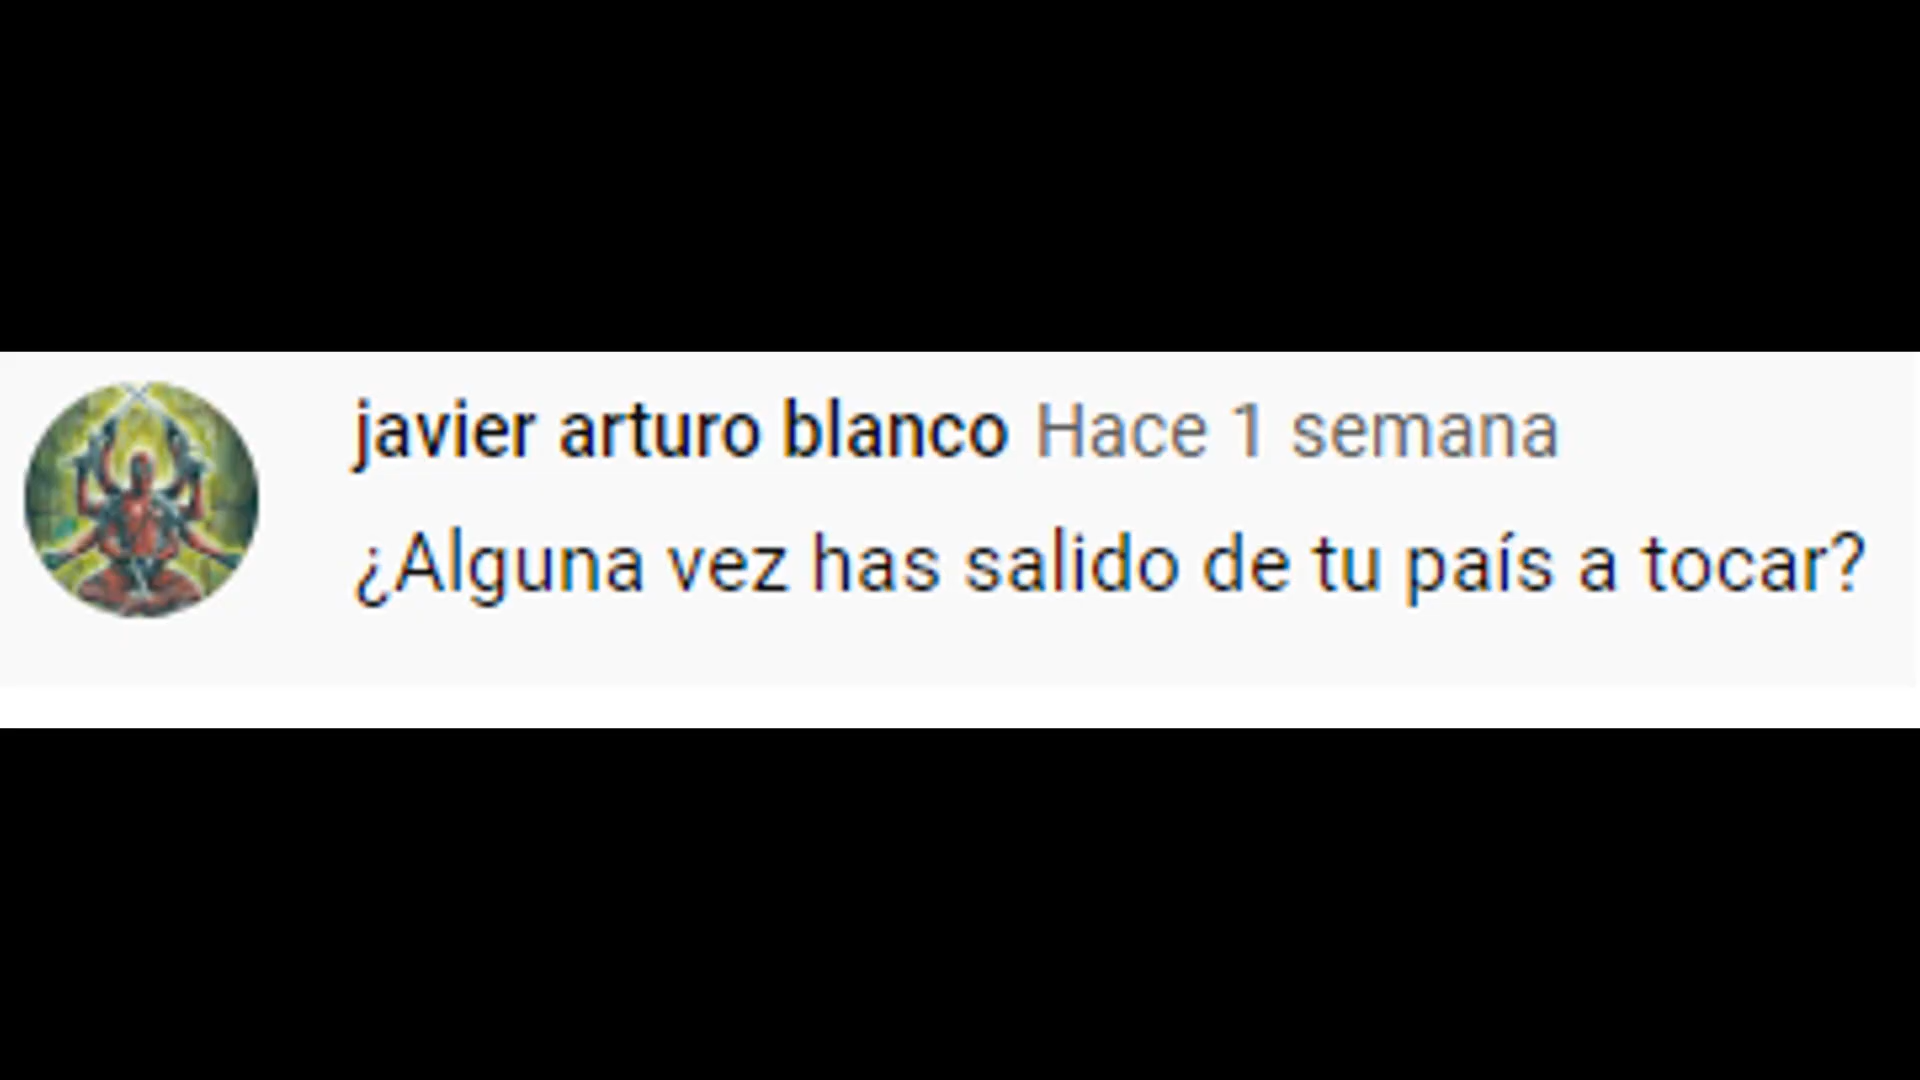 javier arturo blanco Hace 1 semana
¿Alguna vez has salido de tu país a tocar?